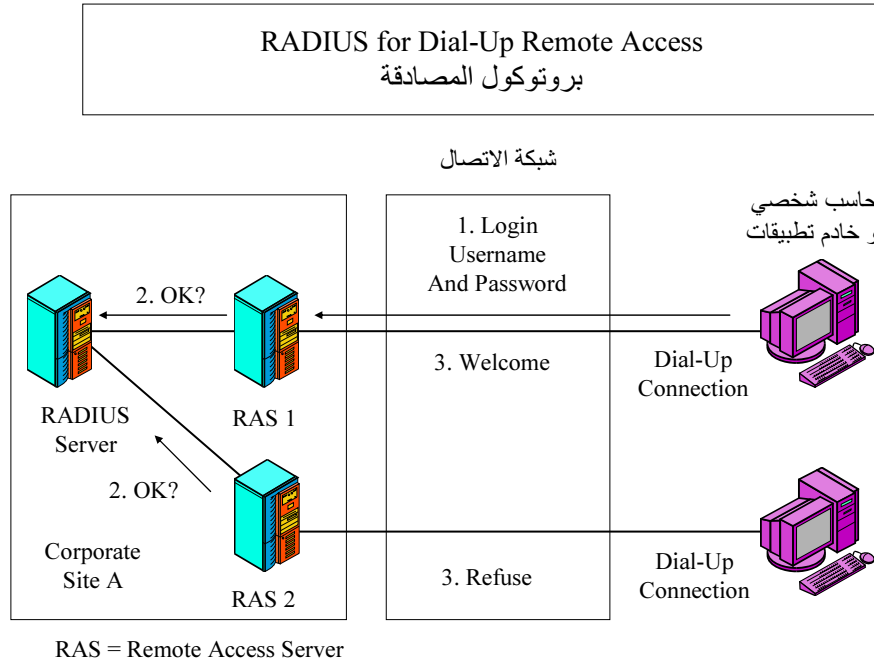 RADIUS for Dial-Up Remote Access
بروتوكول المصادقة
شبكة الاتصال
حاسب شخصي
و خادم تطبيقات
1. Login
Username
And Password
2. OK?
3. Welcome
Dial-Up
Connection
RADIUS
Server
RAS 1
2. OK?
Corporate
Site A
RAS 2
3. Refuse
Dial-Up
Connection
RAS = Remote Access Server